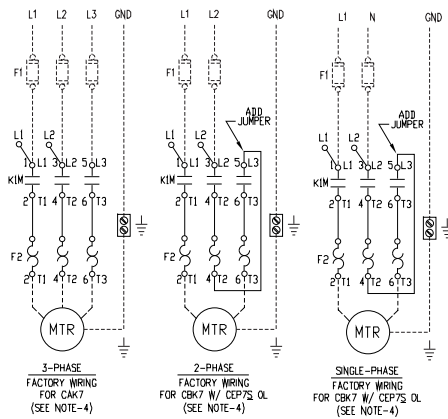 L1 L2 L3 GND
F1
L1 L2
1 L1 3 L2 5 L3
K1M
2 T1 4 T2 6 T3
F2
2 T1 4 T2 6 T3
MTR
3-PHASE
FACTORY WIRING
FOR CAK7
(SEE NOTE-4)
L1 L2 GND
F1
ADD
JUMPER
L1 L2
1 L1 3 L2 5 L3
K1M
2 T1 4 T2 6 T3
F2
2 T1 4 T2 6 T3
MTR
2-PHASE
FACTORY WIRING
FOR CBK7 W/ CEP7S OL
(SEE NOTE-4)
L1 N GND
F1
ADD
JUMPER
L1 L2
1 L1 3 L2 5 L3
K1M
2 T1 4 T2 6 T3
F2
2 T1 4 T2 6 T3
MTR
SINGLE-PHASE
FACTORY WIRING
FOR CBK7 W/ CEP7S OL
(SEE NOTE-4)